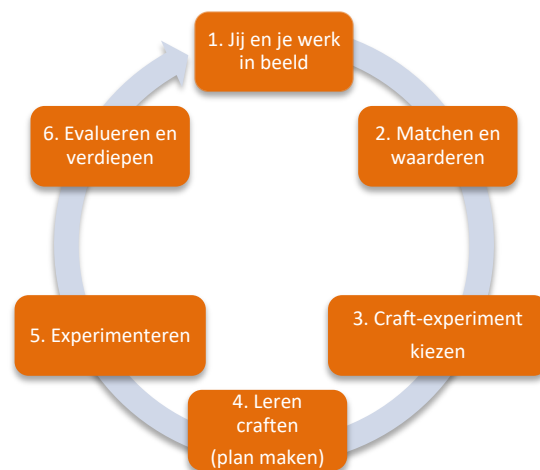 1. Jij en je werk
in beeld
2. Matchen en
waarderen
3. Craft-experiment
kiezen
4. Leren
craften
(plan maken)
5. Experimenteren
6. Evalueren en
verdiepen